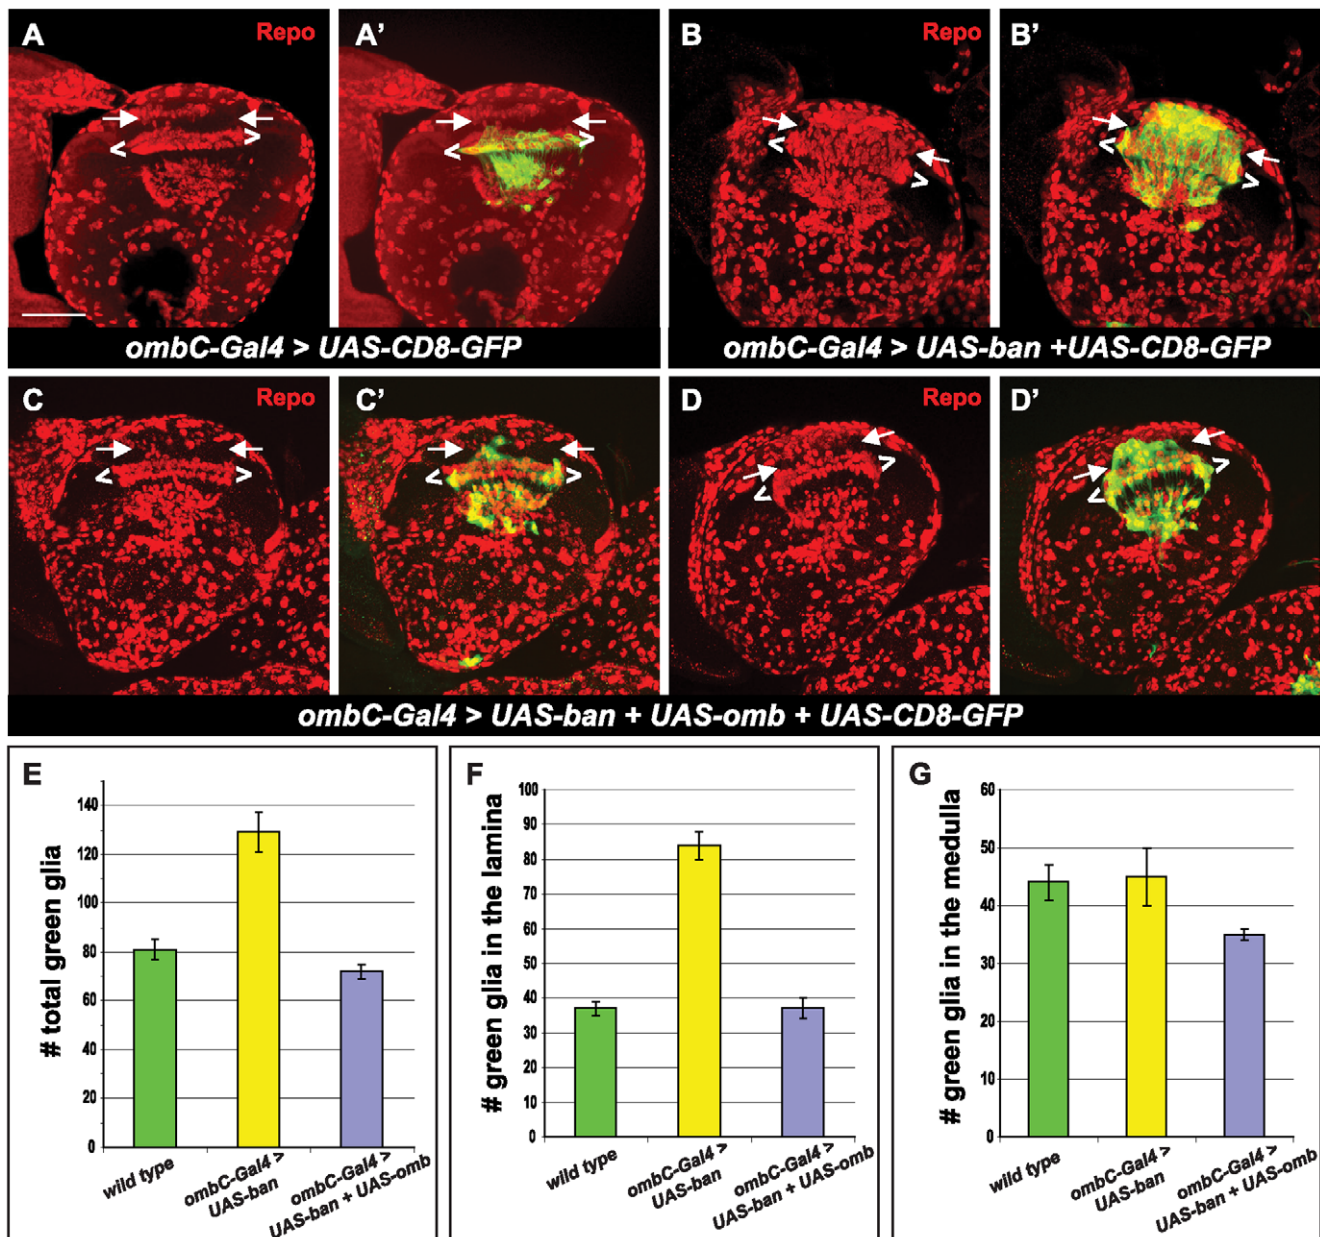 A Repo A' B Repo B'
ombC-Gal4 > UAS-CD8-GFP
ombC-Gal4 > UAS-ban +UAS-CD8-GFP
C Repo C' D Repo D'
ombC-Gal4 > UAS-ban + UAS-omb + UAS-CD8-GFP
E
# total green glia
140
120
100
80
60
40
20
0
wild type
ombC-Gal4 >
UAS-ban
ombC-Gal4 >
UAS-ban + UAS-omb
F
# green glia in the lamina
100
90
80
70
60
50
40
30
20
10
0
wild type
ombC-Gal4 >
UAS-ban
ombC-Gal4 >
UAS-ban + UAS-omb
G
# green glia in the medulla
60
50
40
30
20
10
0
wild type
ombC-Gal4 >
UAS-ban
ombC-Gal4 >
UAS-ban + UAS-omb